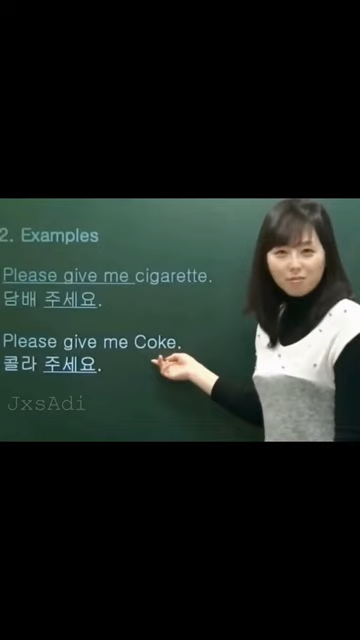 2. Examples
Please give me cigarette.
담배 주세요.
Please give me Coke.
콜라 주세요.
JxsAdi